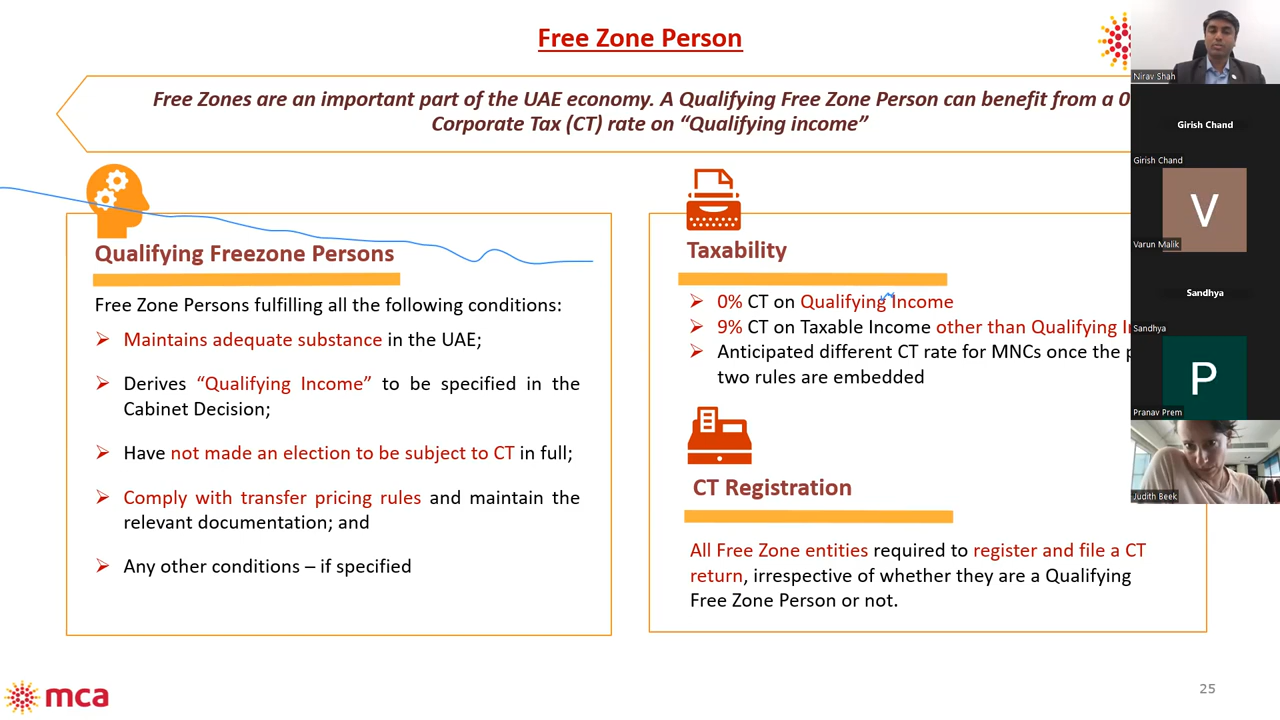 Free Zone Person
Free Zones are an important part of the UAE economy. A Qualifying Free Zone Person can benefit from a 0
Corporate Tax (CT) rate on “Qualifying income”
Qualifying Freezone Persons
Free Zone Persons fulfilling all the following conditions:
Maintains adequate substance in the UAE;
Derives “Qualifying Income” to be specified in the
Cabinet Decision;
Have not made an election to be subject to CT in full;
Comply with transfer pricing rules and maintain the
relevant documentation; and
Any other conditions – if specified
Taxability
0% CT on Qualifying Income
9% CT on Taxable Income other than Qualifying
Anticipated different CT rate for MNCs once the
two rules are embedded
CT Registration
All Free Zone entities required to register and file a CT
return, irrespective of whether they are a Qualifying
Free Zone Person or not.
Nirav Shah
Girish Chand
Girish Chand
V
Varun Malik
Sandhya
Sandhya
P
Pranav Prem
Judith Beek
mca
25